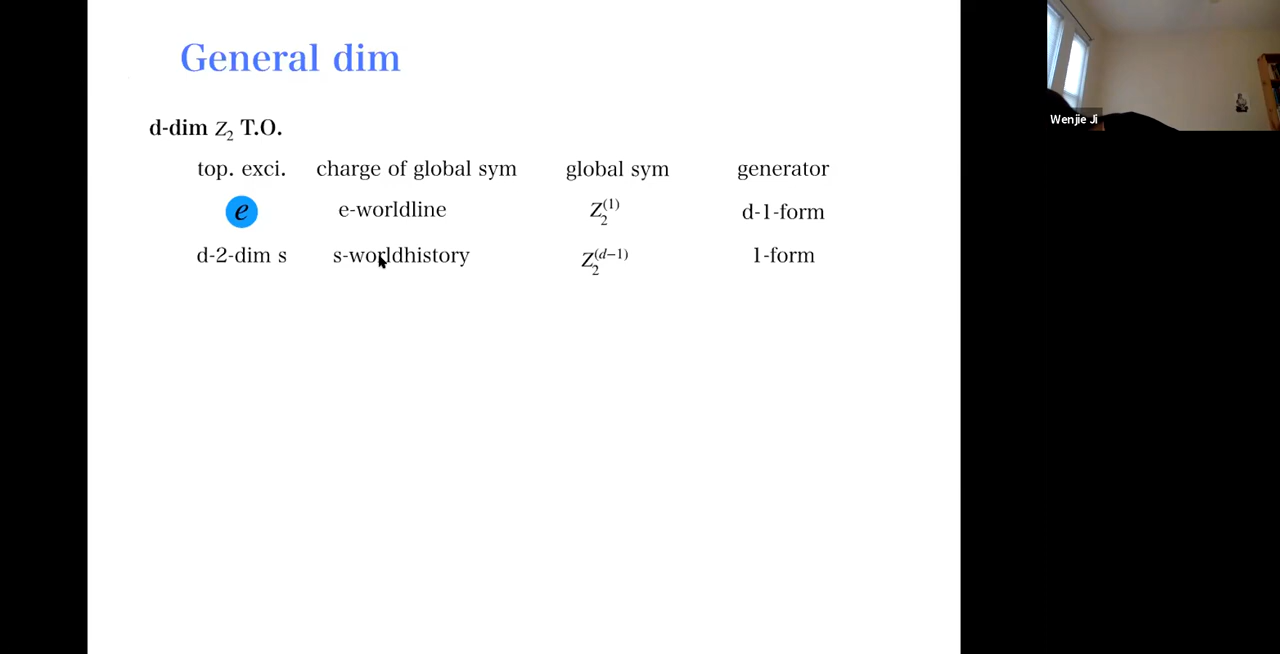 General dim
Wenjie Ji
d-dim Z₂ T.O.
top. exci. charge of global sym global sym generator
e e-worldline Z₂⁽¹⁾ d-1-form
d-2-dim s s-worldhistory Z₂⁽ᵈ⁻¹⁾ 1-form